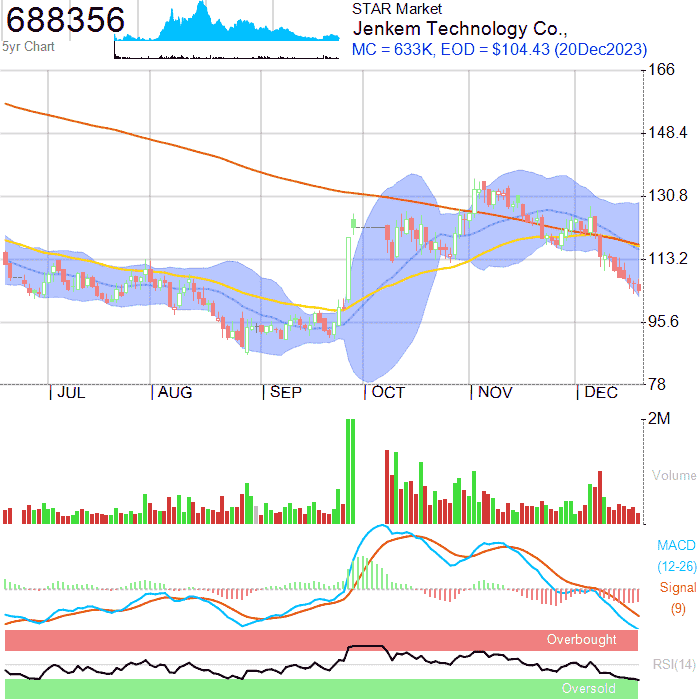 688356
5yr Chart
STAR Market
Jenkem Technology Co.,
MC = 633K, EOD = $104.43 (20Dec2023)
166
148.4
130.8
113.2
95.6
78
JUL AUG SEP OCT NOV DEC
2M
Volume
MACD
(12-26)
Signal
(9)
Overbought
RSI(14)
Oversold